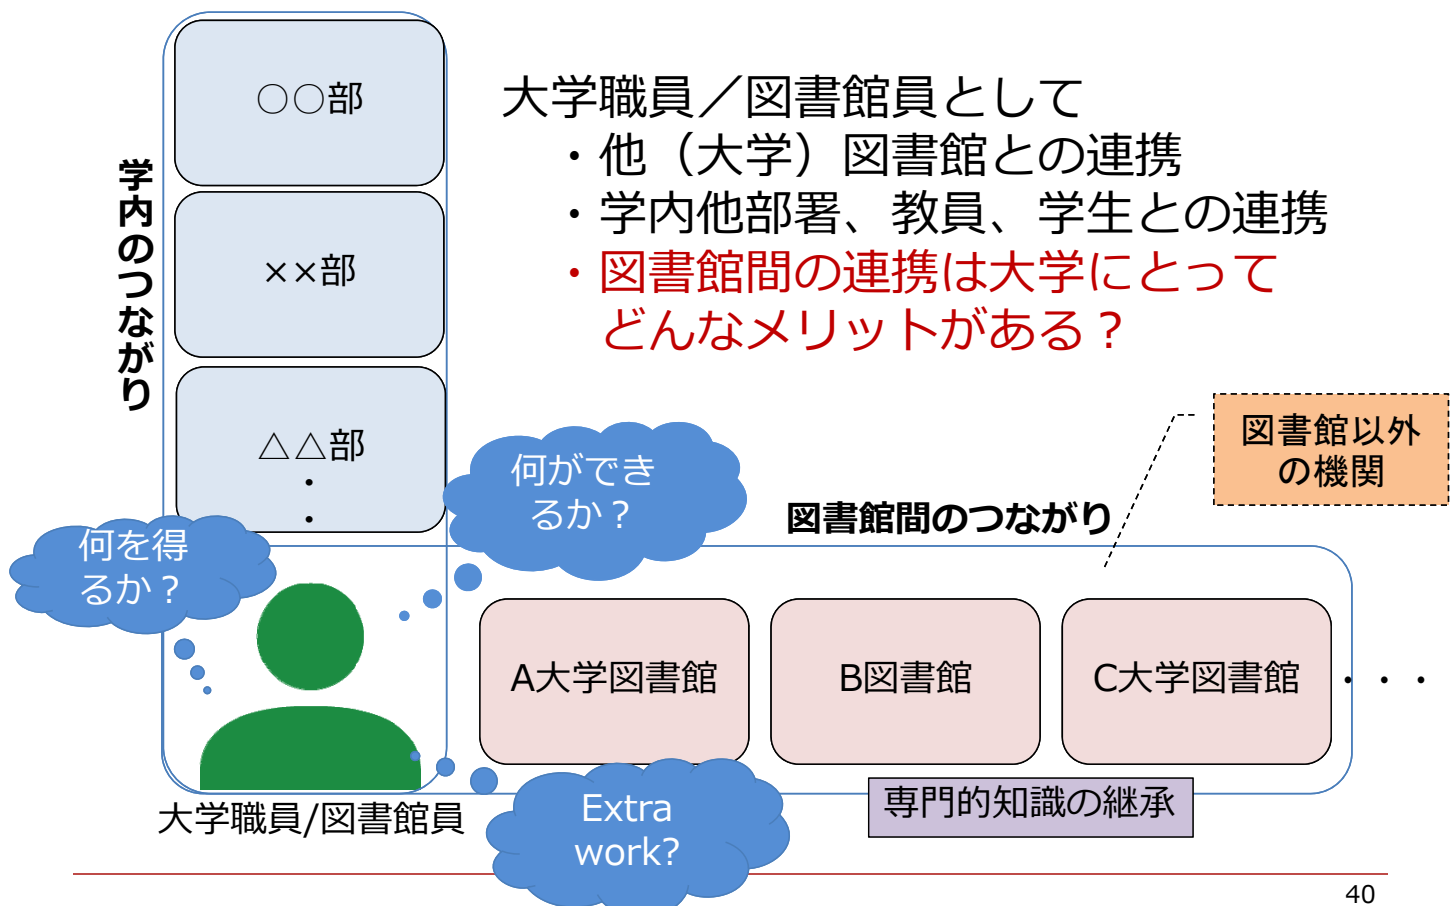 大学職員／図書館員として
・他（大学）図書館との連携
・学内他部署、教員、学生との連携
・図書館間の連携は大学にとって
どんなメリットがある？
学内のつながり
○○部
××部
△△部
・
・
何ができ
るか？
何を得
るか？
図書館以外
の機関
図書館間のつながり
A大学図書館
B図書館
C大学図書館
・・・
大学職員/図書館員
Extra
work?
専門的知識の継承
40